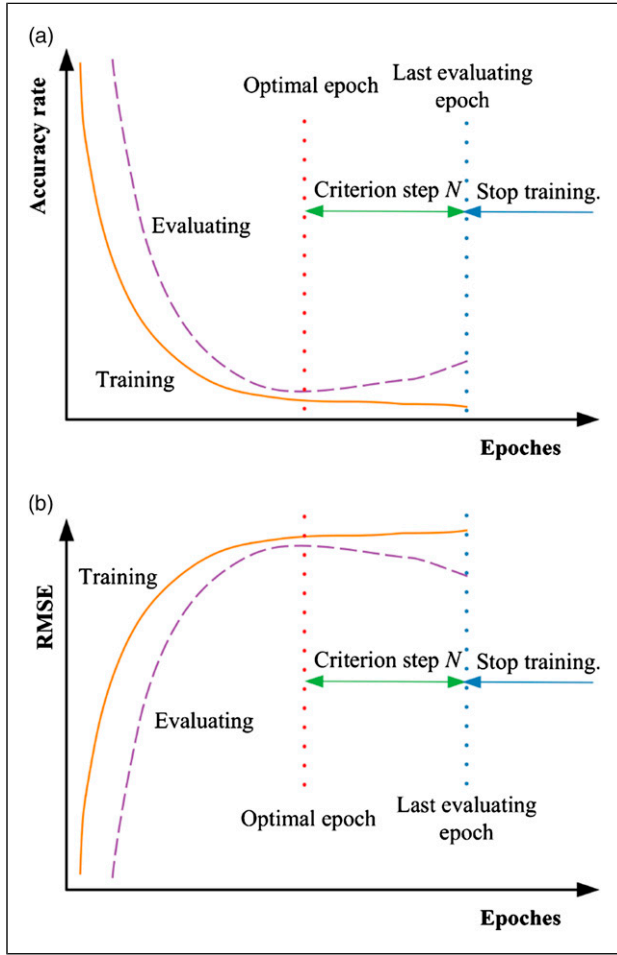 (a)
Accuracy rate
Optimal epoch
Last evaluating
epoch
Criterion step N
Stop training.
Evaluating
Training
Epoches
(b)
RMSE
Training
Criterion step N
Stop training.
Evaluating
Optimal epoch
Last evaluating
epoch
Epoches